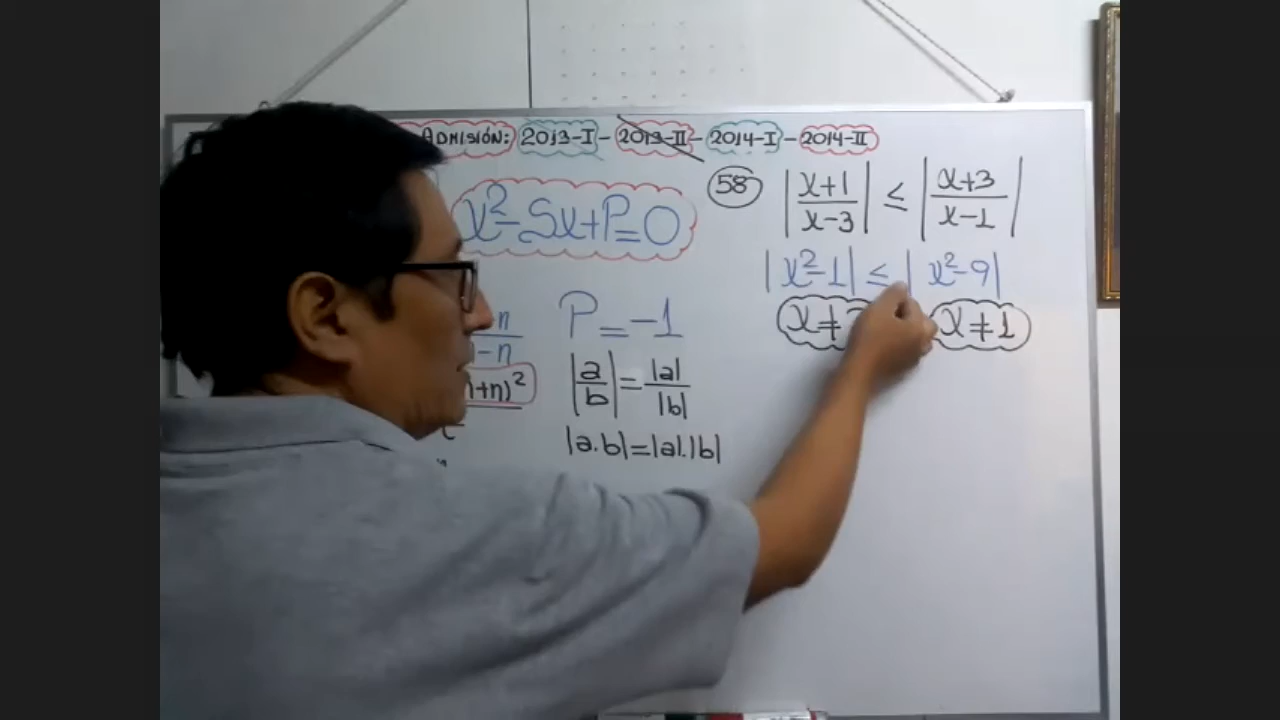 ADMISIÓN: 2013-I - 2013-II - 2014-I - 2014-II
x²-Sx+P=0
58 |x+1/x-3| ≤ |x+3/x-1|
|x²-1| ≤ |x²-9|
x≠ x≠1
P=-1
|a/b|=|a|/|b|
+n)²
|a.b|=|a|.|b|